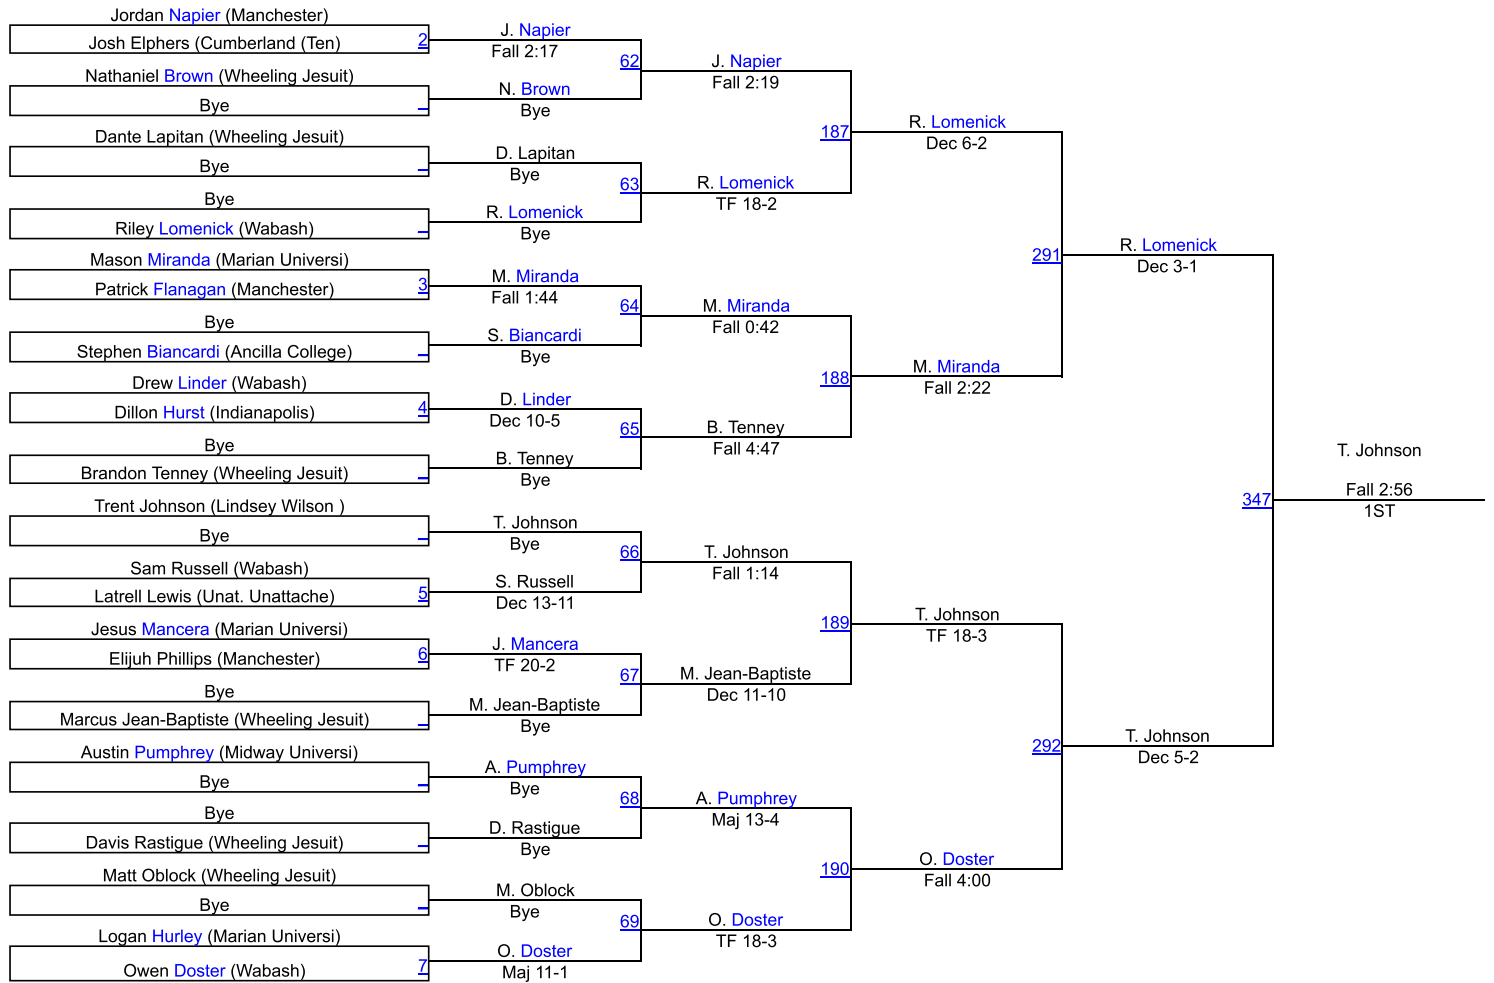 Jordan Napier (Manchester)
Josh Elphers (Cumberland (Ten)
2
Nathaniel Brown (Wheeling Jesuit)
Bye
Dante Lapitan (Wheeling Jesuit)
Bye
Bye
Riley Lomenick (Wabash)
Mason Miranda (Marian Universi)
Patrick Flanagan (Manchester)
3
Bye
Stephen Biancardi (Ancilla College)
Drew Linder (Wabash)
Dillon Hurst (Indianapolis)
4
Bye
Brandon Tenney (Wheeling Jesuit)
Trent Johnson (Lindsey Wilson )
Bye
Sam Russell (Wabash)
Latrell Lewis (Unat. Unattache)
5
Jesus Mancera (Marian Universi)
Elijuh Phillips (Manchester)
6
Bye
Marcus Jean-Baptiste (Wheeling Jesuit)
Austin Pumphrey (Midway Universi)
Bye
Bye
Davis Rastigue (Wheeling Jesuit)
Matt Oblock (Wheeling Jesuit)
Bye
Logan Hurley (Marian Universi)
Owen Doster (Wabash)
7
J. Napier
Fall 2:17
62
N. Brown
Bye
D. Lapitan
Bye
63
R. Lomenick
Bye
M. Miranda
Fall 1:44
64
S. Biancardi
Bye
D. Linder
Dec 10-5
65
B. Tenney
Bye
T. Johnson
Bye
66
S. Russell
Dec 13-11
J. Mancera
TF 20-2
67
M. Jean-Baptiste
Bye
A. Pumphrey
Bye
68
D. Rastigue
Bye
M. Oblock
Bye
69
O. Doster
Maj 11-1
J. Napier
Fall 2:19
187
R. Lomenick
TF 18-2
M. Miranda
Fall 0:42
188
B. Tenney
Fall 4:47
T. Johnson
Fall 1:14
189
M. Jean-Baptiste
Dec 11-10
A. Pumphrey
Maj 13-4
190
O. Doster
TF 18-3
R. Lomenick
Dec 6-2
291
M. Miranda
Fall 2:22
T. Johnson
TF 18-3
292
O. Doster
Fall 4:00
R. Lomenick
Dec 3-1
347
T. Johnson
Dec 5-2
T. Johnson
Fall 2:56
1ST